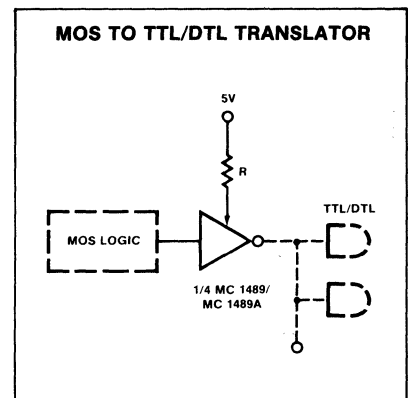 MOS TO TTL/DTL TRANSLATOR
5V
R
TTL/DTL
MOS LOGIC
1/4 MC 1489/
MC 1489A